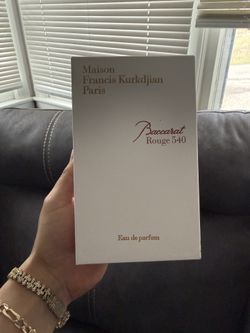 Maison
Francis Kurkdjian
Paris
Baccarat
Rouge 540
Eau de parfum